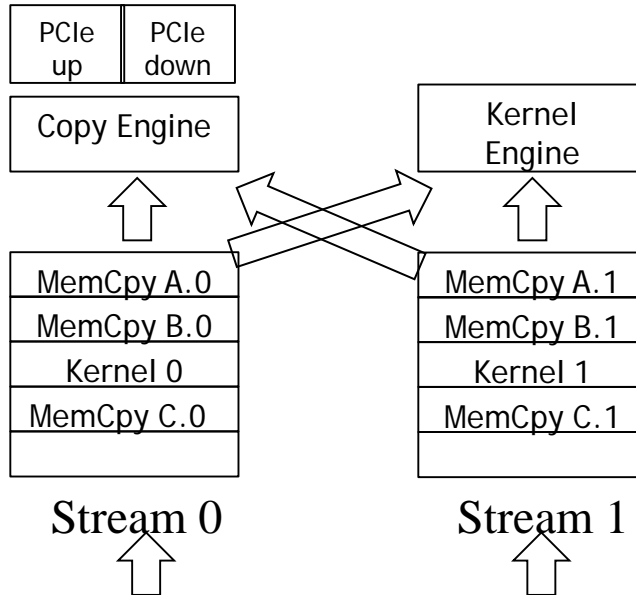 PCIe
up
PCIe
down
Copy Engine
Kernel
Engine
MemCpy A.0
MemCpy B.0
Kernel 0
MemCpy C.0
Stream 0
MemCpy A.1
MemCpy B.1
Kernel 1
MemCpy C.1
Stream 1